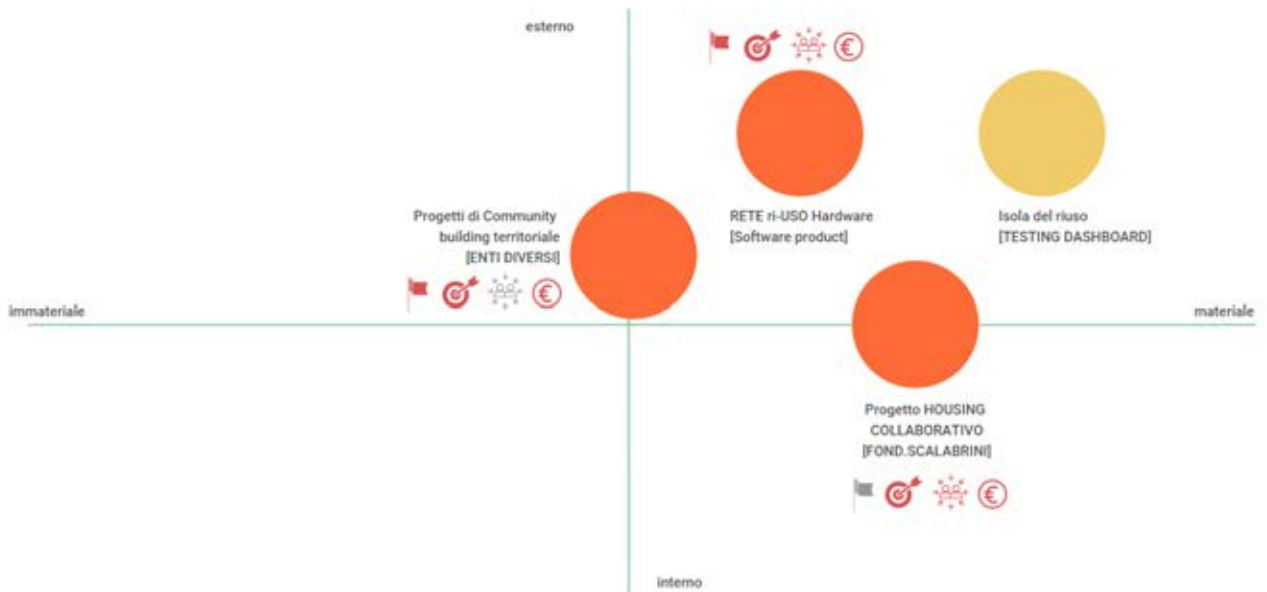 esterno
Progetti di Community
building territoriale
[ENTI DIVERSI]
RETE ri-USO Hardware
[Software product]
Isola del riuso
[TESTING DASHBOARD]
immateriale
materiale
Progetto HOUSING
COLLABORATIVO
[FOND.SCALABRINI]
interno